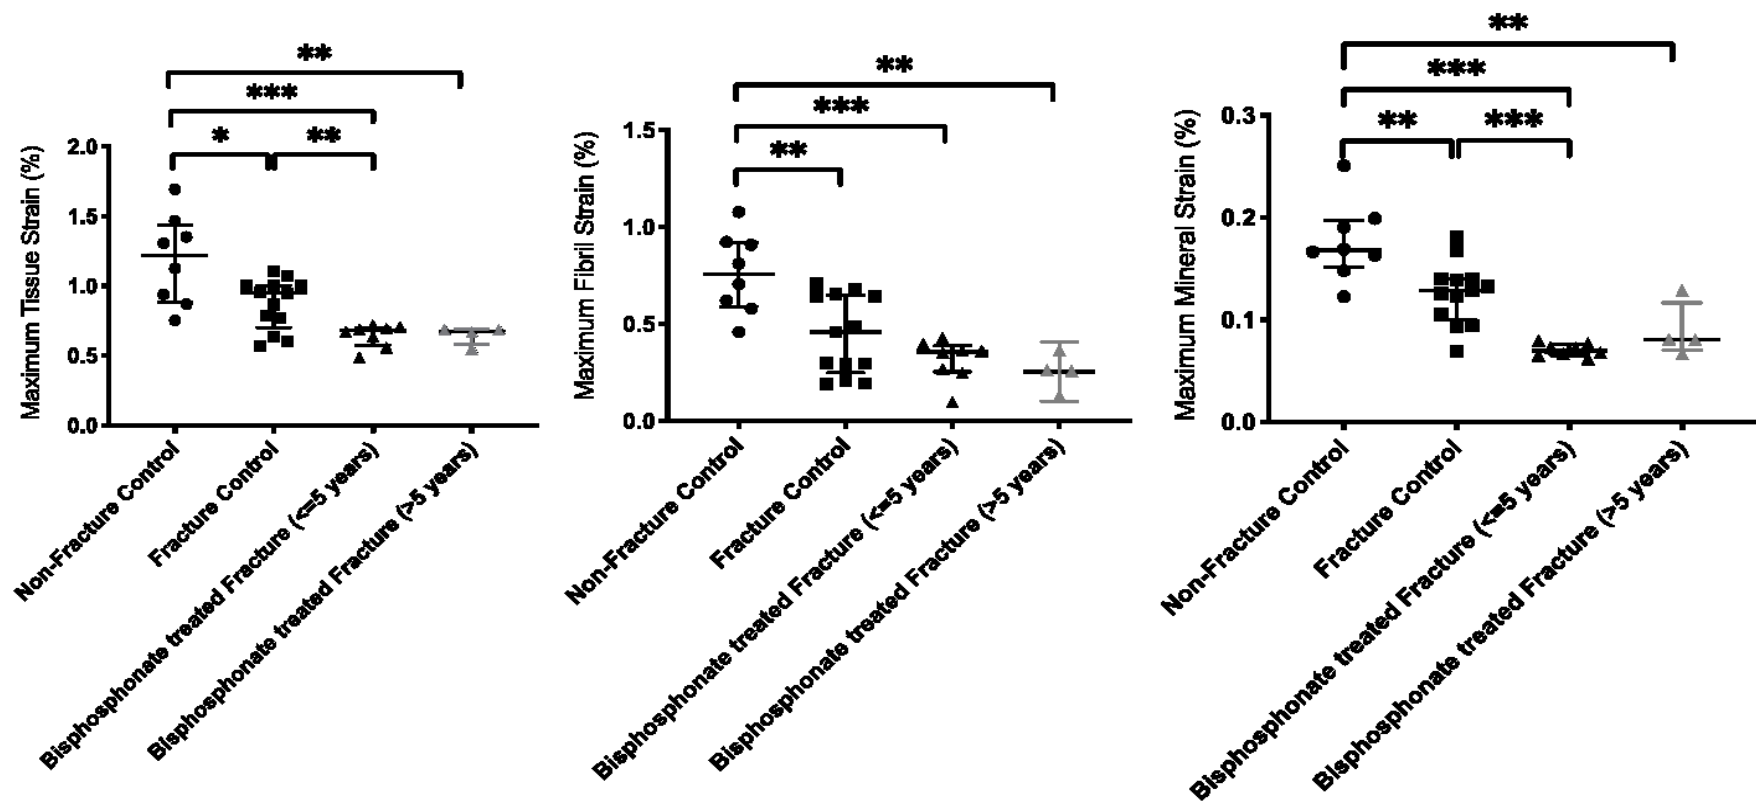 **
***
* **
2.0
1.5
1.0
0.5
0.0
Maximum Tissue Strain (%)
Non-Fracture Control
Fracture Control
Bisphosphonate treated Fracture (<=5 years)
Bisphosphonate treated Fracture (>5 years)
**
***
**
1.5
1.0
0.5
0.0
Maximum Fibril Strain (%)
Non-Fracture Control
Fracture Control
Bisphosphonate treated Fracture (<=5 years)
Bisphosphonate treated Fracture (>5 years)
**
***
** ***
0.3
0.2
0.1
0.0
Maximum Mineral Strain (%)
Non-Fracture Control
Fracture Control
Bisphosphonate treated Fracture (<=5 years)
Bisphosphonate treated Fracture (>5 years)